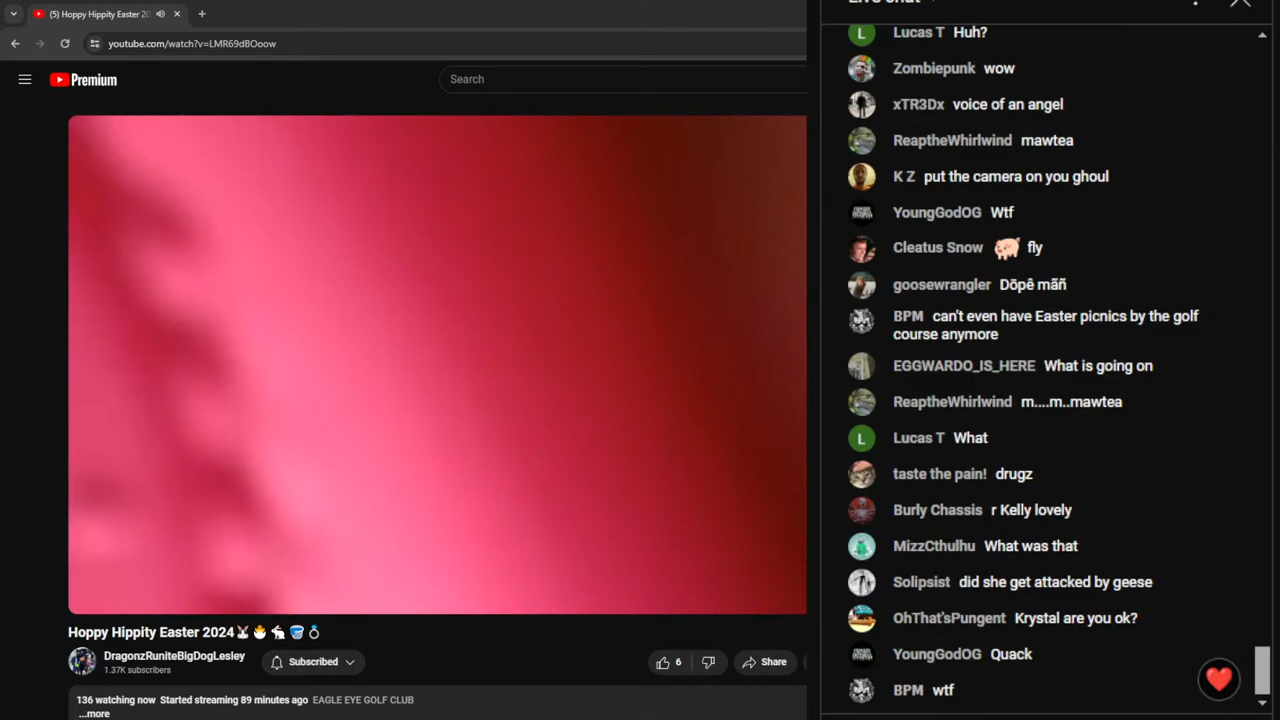 (5) Hoppy Hippity Easter 20
youtube.com/watch?v=LMR69dBOoow
Premium
Search
Hoppy Hippity Easter 2024
DragonzRuniteBigDogLesley
1.37K subscribers
Subscribed
6
Share
136 watching now Started streaming 89 minutes ago EAGLE EYE GOLF CLUB
...more
Live chat
L Lucas T Huh?
Zombiepunk wow
xTR3Dx voice of an angel
ReaptheWhirlwind mawtea
K Z put the camera on you ghoul
YoungGodOG Wtf
Cleatus Snow 🐖 fly
goosewrangler Dōpê mãñ
BPM can't even have Easter picnics by the golf
course anymore
EGGWARDO_IS_HERE What is going on
ReaptheWhirlwind m....m..mawtea
L Lucas T What
taste the pain! drugz
Burly Chassis r Kelly lovely
MizzCthulhu What was that
Solipsist did she get attacked by geese
OhThat'sPungent Krystal are you ok?
YoungGodOG Quack
BPM wtf